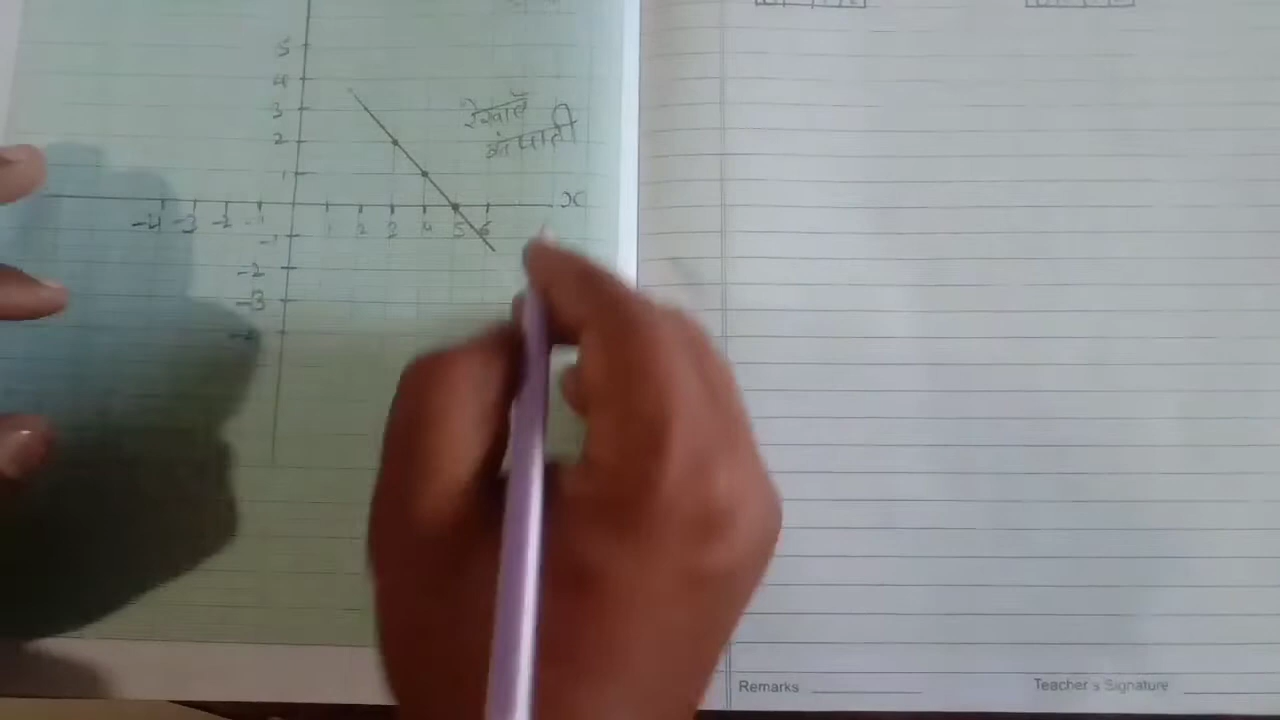 5
4
3
2
1
x
-4 -3 -2 -1
1 2 3 4 5 6
-1
-2
-3
-4
रेखाएँ
संपाती
Remarks
Teacher's Signature